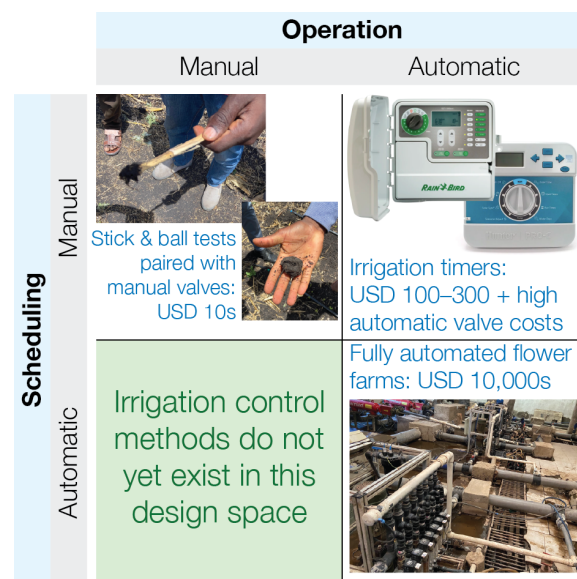 Operation
Manual
Automatic
Scheduling
Manual
Automatic
Stick & ball tests
paired with
manual valves:
USD 10s
RAIN BIRD
Irrigation timers:
USD 100–300 + high
automatic valve costs
Irrigation control
methods do not
yet exist in this
design space
Fully automated flower
farms: USD 10,000s